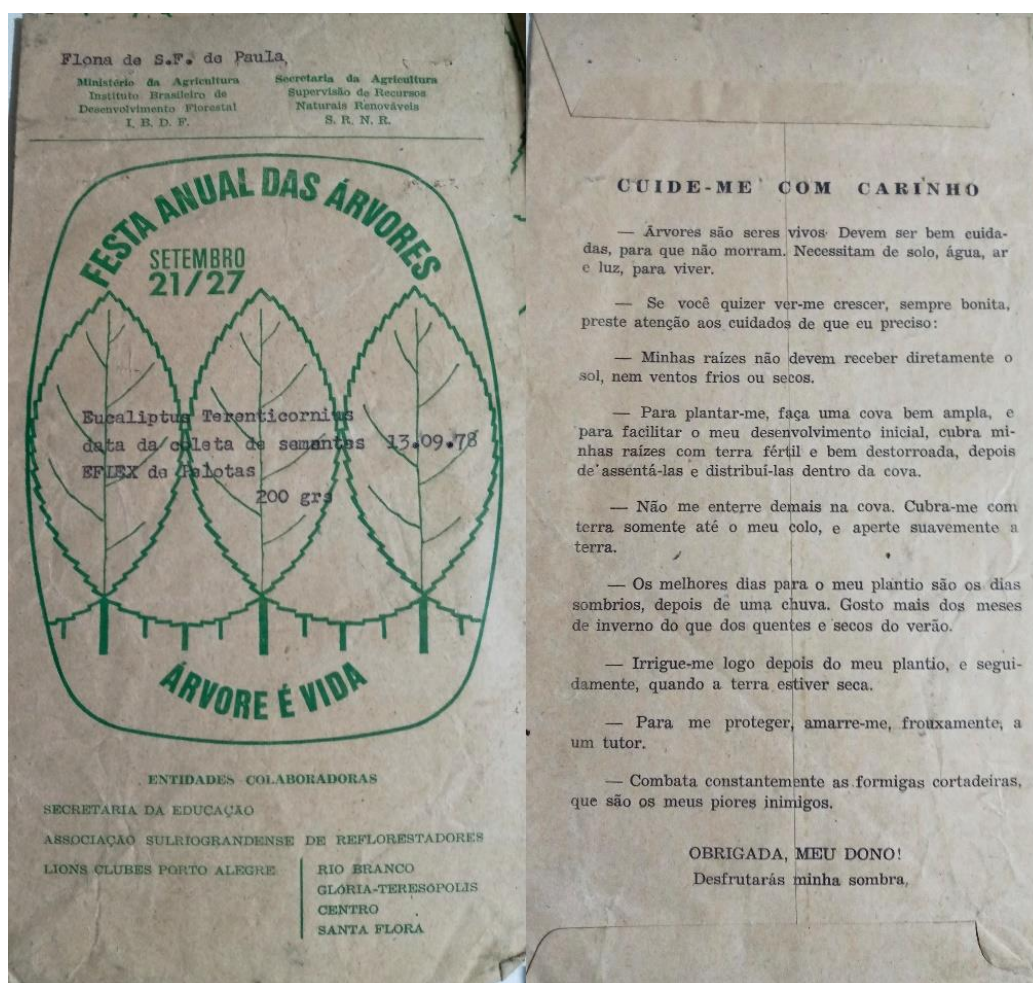 Flona de S.F. de Paula,
Ministério da Agricultura
Instituto Brasileiro de
Desenvolvimento Florestal
I. B. D. F.
Secretaria da Agricultura
Supervisão de Recursos
Naturais Renováveis
S. R. N. R.
FESTA ANUAL DAS ÁRVORES
SETEMBRO
21/27
Eucaliptus Terenticornius
data da coleta de sementes 13.09.78
EFLEX de Pelotas
200 grs
ÁRVORE É VIDA
ENTIDADES COLABORADORAS
SECRETARIA DA EDUCAÇÃO
ASSOCIAÇÃO SULRIOGRANDENSE DE REFLORESTADORES
LIONS CLUBES PORTO ALEGRE
RIO BRANCO
GLÓRIA-TERESÓPOLIS
CENTRO
SANTA FLORA
CUIDE-ME COM CARINHO
— Árvores são seres vivos. Devem ser bem cuida-
das, para que não morram. Necessitam de solo, água, ar
e luz, para viver.
— Se você quizer ver-me crescer, sempre bonita,
preste atenção aos cuidados de que eu preciso:
— Minhas raízes não devem receber diretamente o
sol, nem ventos frios ou secos.
— Para plantar-me, faça uma cova bem ampla, e
para facilitar o meu desenvolvimento inicial, cubra mi-
nhas raízes com terra fértil e bem destorroada, depois
de assentá-las e distribuí-las dentro da cova.
— Não me enterre demais na cova. Cubra-me com
terra somente até o meu colo, e aperte suavemente a
terra.
— Os melhores dias para o meu plantio são os dias
sombrios, depois de uma chuva. Gosto mais dos meses
de inverno do que dos quentes e secos do verão.
— Irrigue-me logo depois do meu plantio, e segui-
damente, quando a terra estiver seca.
— Para me proteger, amarre-me, frouxamente, a
um tutor.
— Combata constantemente as formigas cortadeiras,
que são os meus piores inimigos.
OBRIGADA, MEU DONO!
Desfrutarás minha sombra,